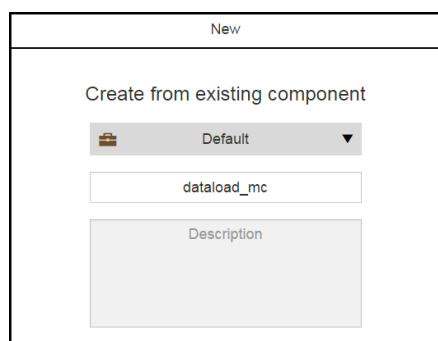 New
Create from existing component
Default
dataload_mc
Description